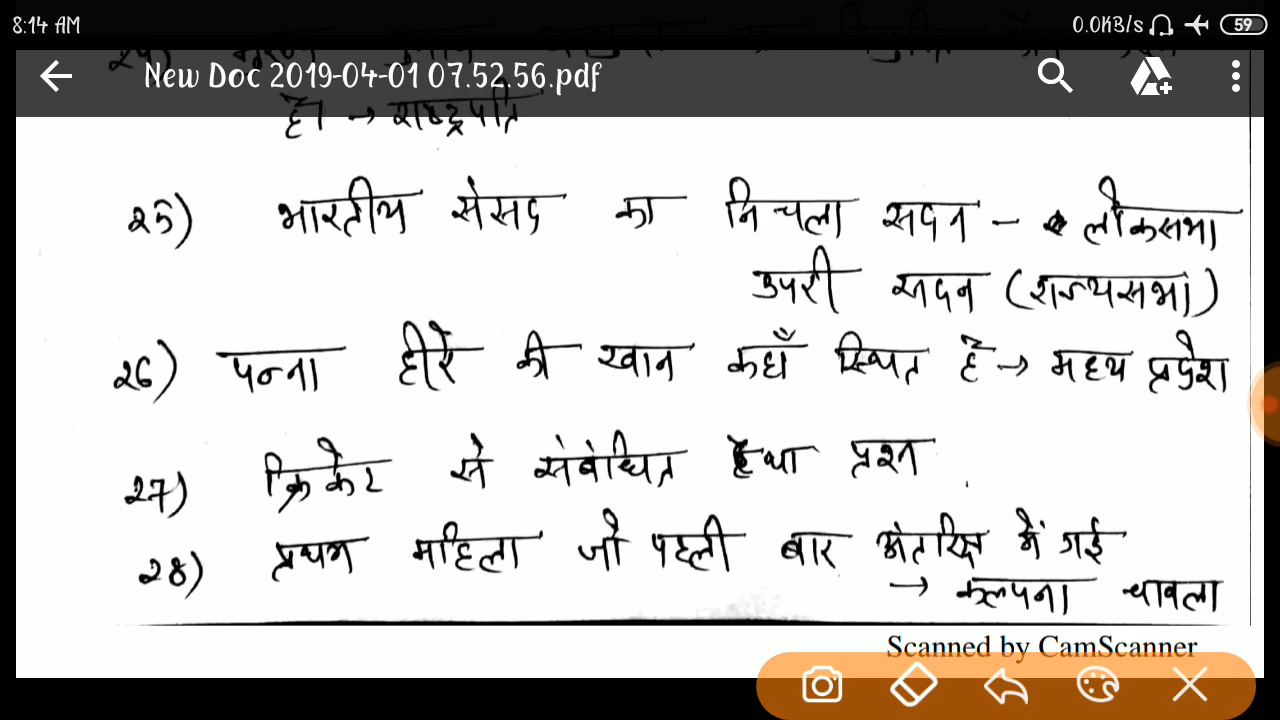 8:14 AM 0.0KB/s 59
New Doc 2019-04-01 07.52.56.pdf
है। → राष्ट्रपति
25) भारतीय संसद का निचला सदन - लोकसभा
उपरी सदन (राज्यसभा)
26) पन्ना हीरे की खान कहाँ स्थित है → मध्य प्रदेश
27) क्रिकेट से संबंधित था प्रश्न
28) प्रथम महिला जो पहली बार अंतरिक्ष में गई
→ कल्पना चावला
Scanned by CamScanner